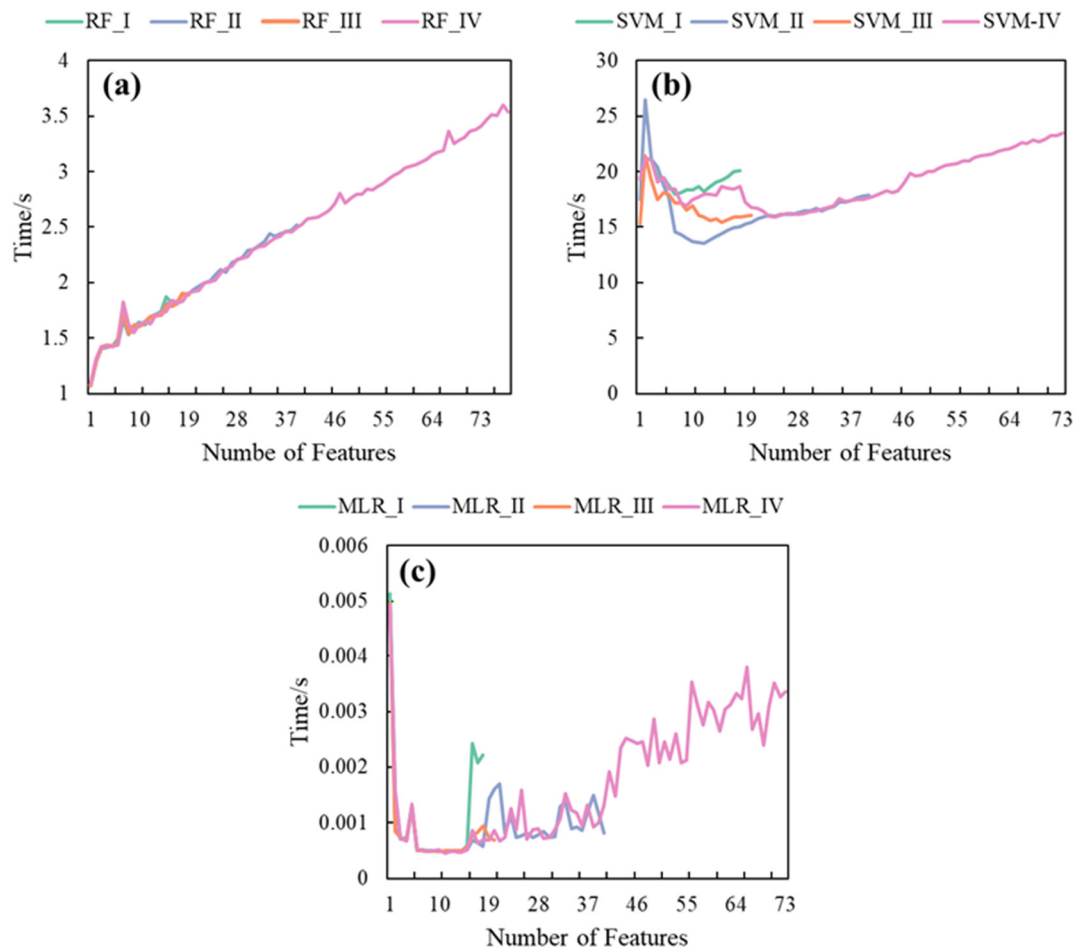 RF_I RF_II RF_III RF_IV
(a)
4
3.5
3
2.5
2
1.5
1
Time/s
1 10 19 28 37 46 55 64 73
Numbe of Features
SVM_I SVM_II SVM_III SVM-IV
(b)
30
25
20
15
10
5
0
Time/s
1 10 19 28 37 46 55 64 73
Number of Features
MLR_I MLR_II MLR_III MLR_IV
(c)
0.006
0.005
0.004
0.003
0.002
0.001
0
Time/s
1 10 19 28 37 46 55 64 73
Number of Features